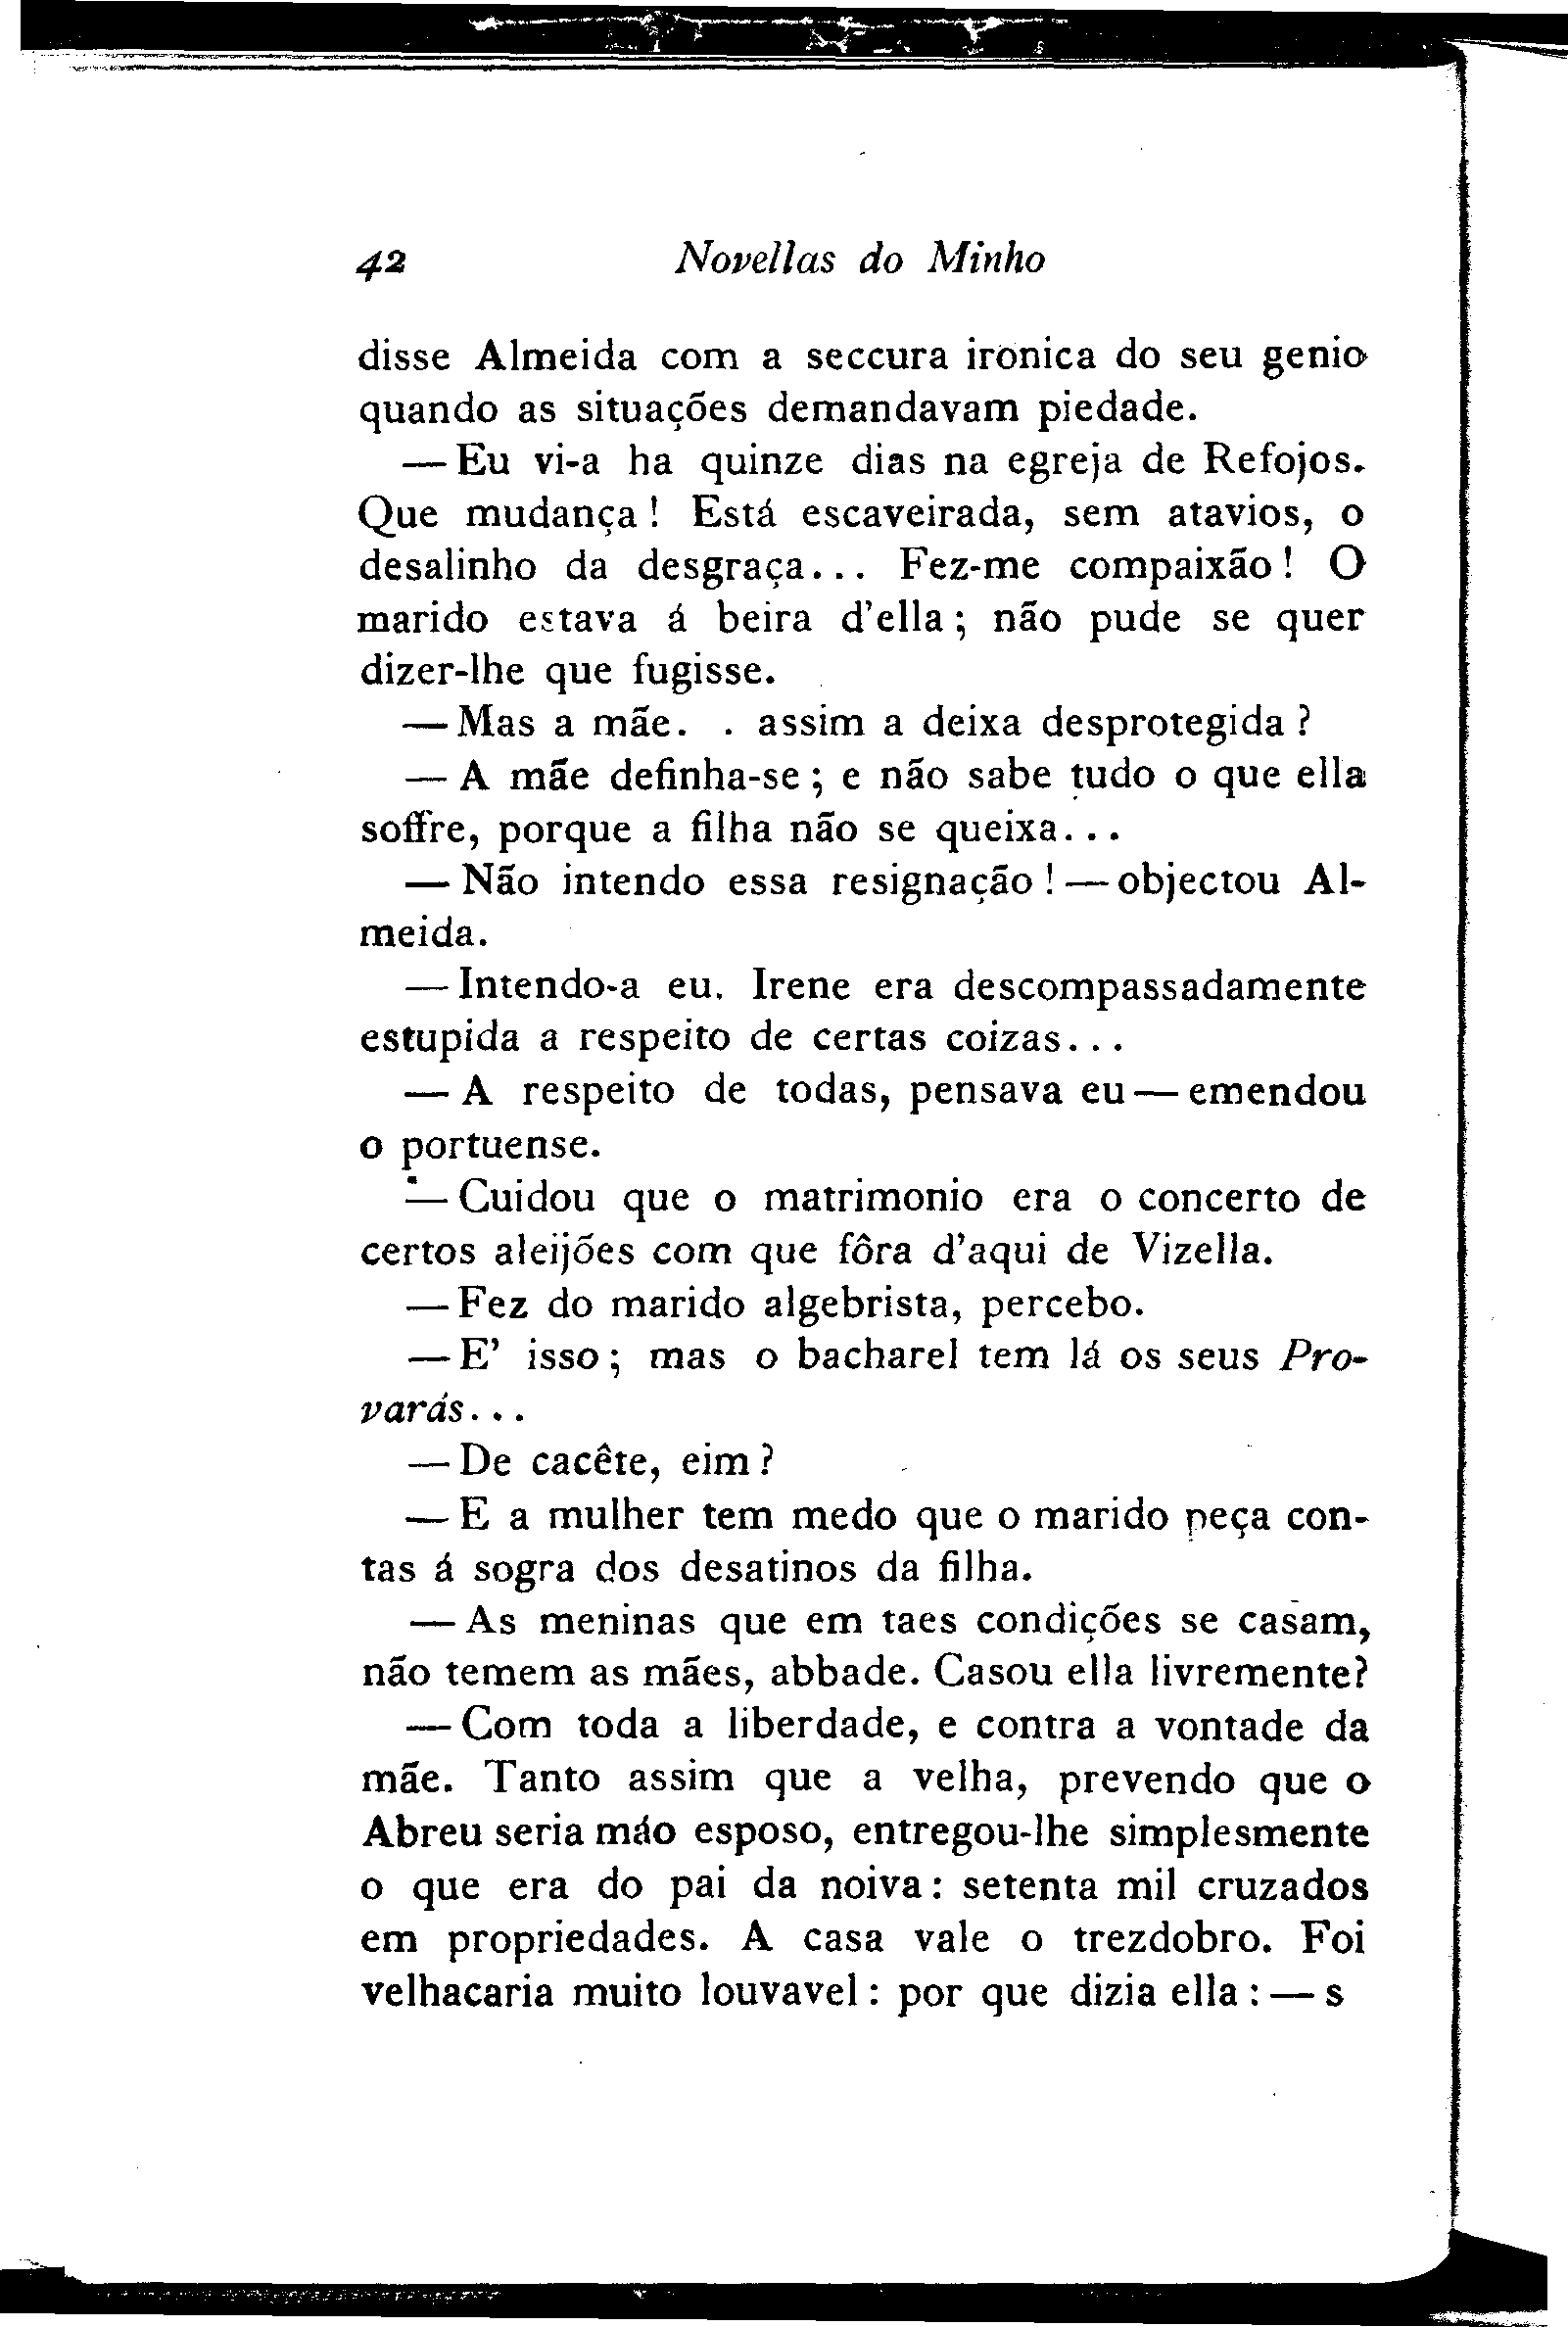 42 Novellas do Minho
disse Almeida com a seccura ironica do seu genio
quando as situações demandavam piedade.
— Eu vi-a ha quinze dias na egreja de Refojos.
Que mudança! Está escaveirada, sem atavios, o
desalinho da desgraça... Fez-me compaixão! O
marido estava á beira d'ella; não pude se quer
dizer-lhe que fugisse.
— Mas a mãe. . assim a deixa desprotegida?
— A mãe definha-se; e não sabe tudo o que ella
soffre, porque a filha não se queixa...
— Não intendo essa resignação! — objectou Al-
meida.
— Intendo-a eu. Irene era descompassadamente
estupida a respeito de certas coizas...
— A respeito de todas, pensava eu — emendou
o portuense.
— Cuidou que o matrimonio era o concerto de
certos aleijões com que fôra d'aqui de Vizella.
— Fez do marido algebrista, percebo.
— E' isso; mas o bacharel tem lá os seus Pro-
varás...
— De cacête, eim?
— E a mulher tem medo que o marido peça con-
tas á sogra dos desatinos da filha.
— As meninas que em taes condições se casam,
não temem as mães, abbade. Casou ella livremente?
— Com toda a liberdade, e contra a vontade da
mãe. Tanto assim que a velha, prevendo que o
Abreu seria máo esposo, entregou-lhe simplesmente
o que era do pai da noiva: setenta mil cruzados
em propriedades. A casa vale o trezdobro. Foi
velhacaria muito louvavel: por que dizia ella: — s